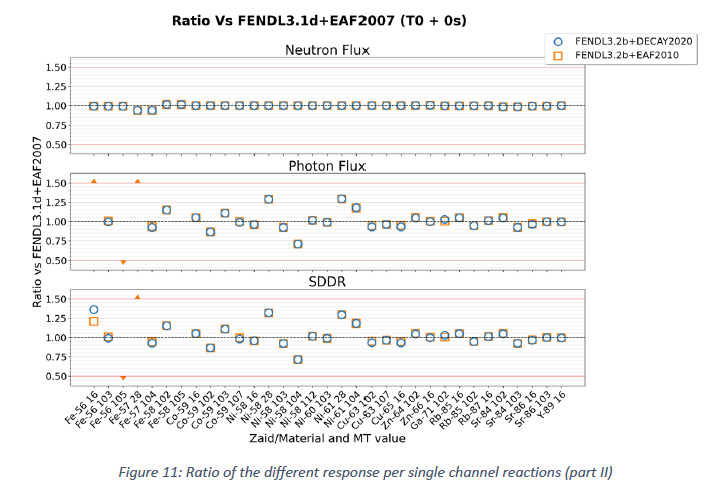 Ratio Vs FENDL3.1d+EAF2007 (T0 + 0s)
FENDL3.2b+DECAY2020
FENDL3.2b+EAF2010
Neutron Flux
1.50
1.25
1.00
0.75
0.50
Photon Flux
1.50
1.25
1.00
0.75
0.50
SDDR
1.50
1.25
1.00
0.75
0.50
Ratio vs FENDL3.1d+EAF2007
Fe-56 16
Fe-56 103
Fe-56 105
Fe-57 28
Fe-57 104
Fe-58 102
Fe-58 105
Co-59 16
Co-59 102
Co-59 103
Ni-58 16
Ni-58 28
Ni-58 103
Ni-58 104
Ni-58 112
Ni-60 103
Ni-61 28
Ni-61 104
Cu-63 102
Cu-63 107
Cu-65 16
Zn-64 102
Zn-66 16
Ga-71 102
Rb-85 16
Rb-85 102
Rb-87 16
Sr-84 102
Sr-84 103
Sr-86 16
Sr-86 103
Y-89 16
Zaid/Material and MT value
Figure 11: Ratio of the different response per single channel reactions (part II)